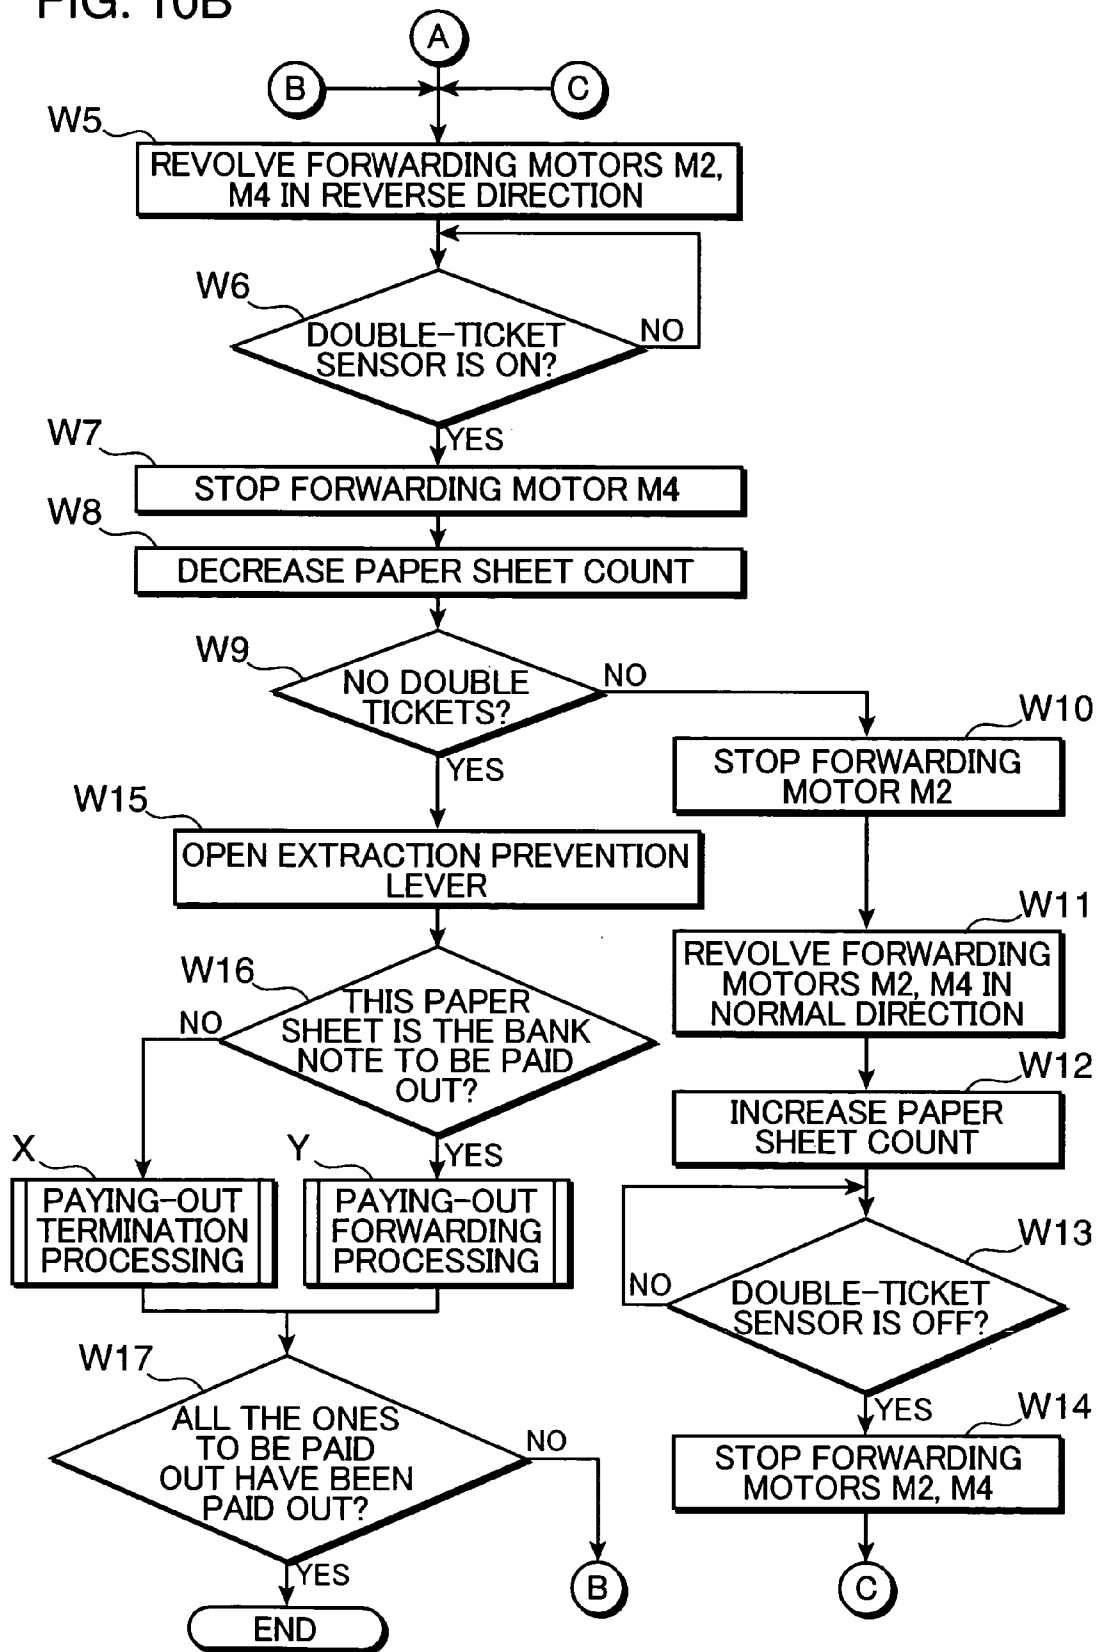 FIG. 10B
A
B
C
W5
REVOLVE FORWARDING MOTORS M2,
M4 IN REVERSE DIRECTION
W6
DOUBLE-TICKET
SENSOR IS ON?
NO
YES
W7
STOP FORWARDING MOTOR M4
W8
DECREASE PAPER SHEET COUNT
W9
NO DOUBLE
TICKETS?
NO
YES
W10
STOP FORWARDING
MOTOR M2
W15
OPEN EXTRACTION PREVENTION
LEVER
W11
REVOLVE FORWARDING
MOTORS M2, M4 IN
NORMAL DIRECTION
W16
THIS PAPER
SHEET IS THE BANK
NOTE TO BE PAID
OUT?
NO
YES
W12
INCREASE PAPER
SHEET COUNT
X
PAYING-OUT
TERMINATION
PROCESSING
Y
PAYING-OUT
FORWARDING
PROCESSING
W13
DOUBLE-TICKET
SENSOR IS OFF?
NO
YES
W17
ALL THE ONES
TO BE PAID
OUT HAVE BEEN
PAID OUT?
NO
YES
W14
STOP FORWARDING
MOTORS M2, M4
B
C
END